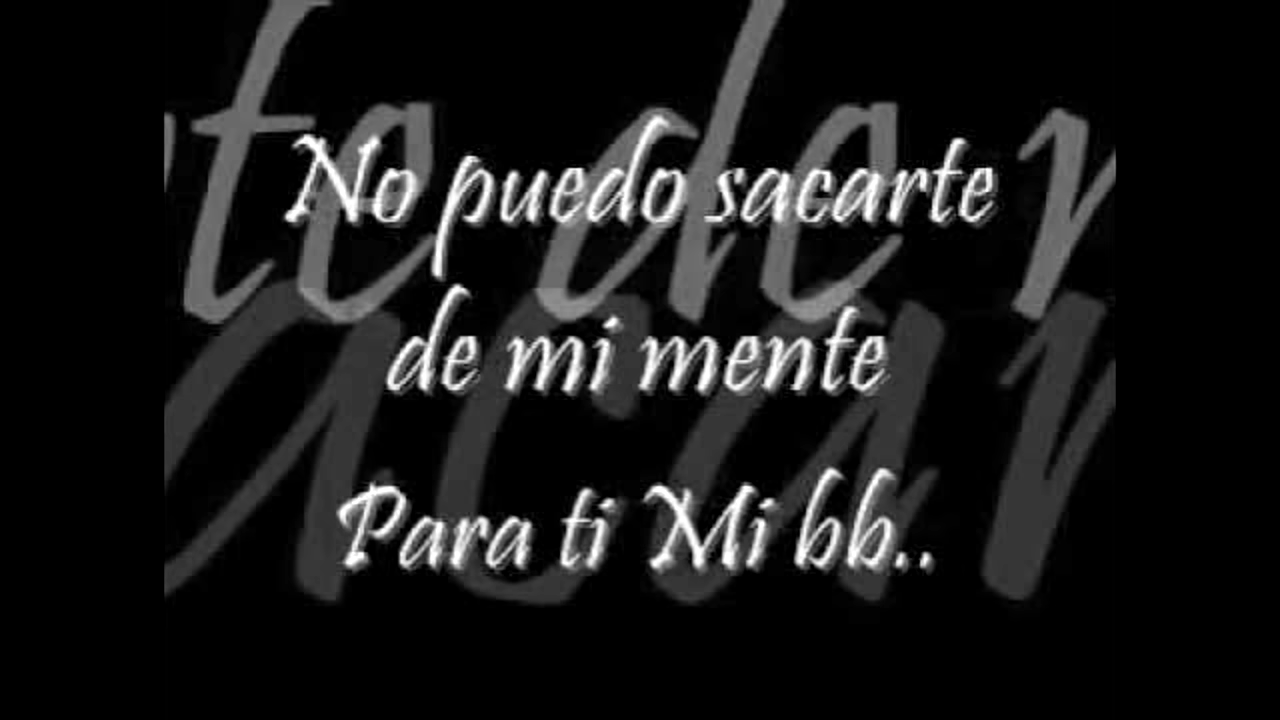 No puedo sacarte
de mi mente
Para ti Mi bb..